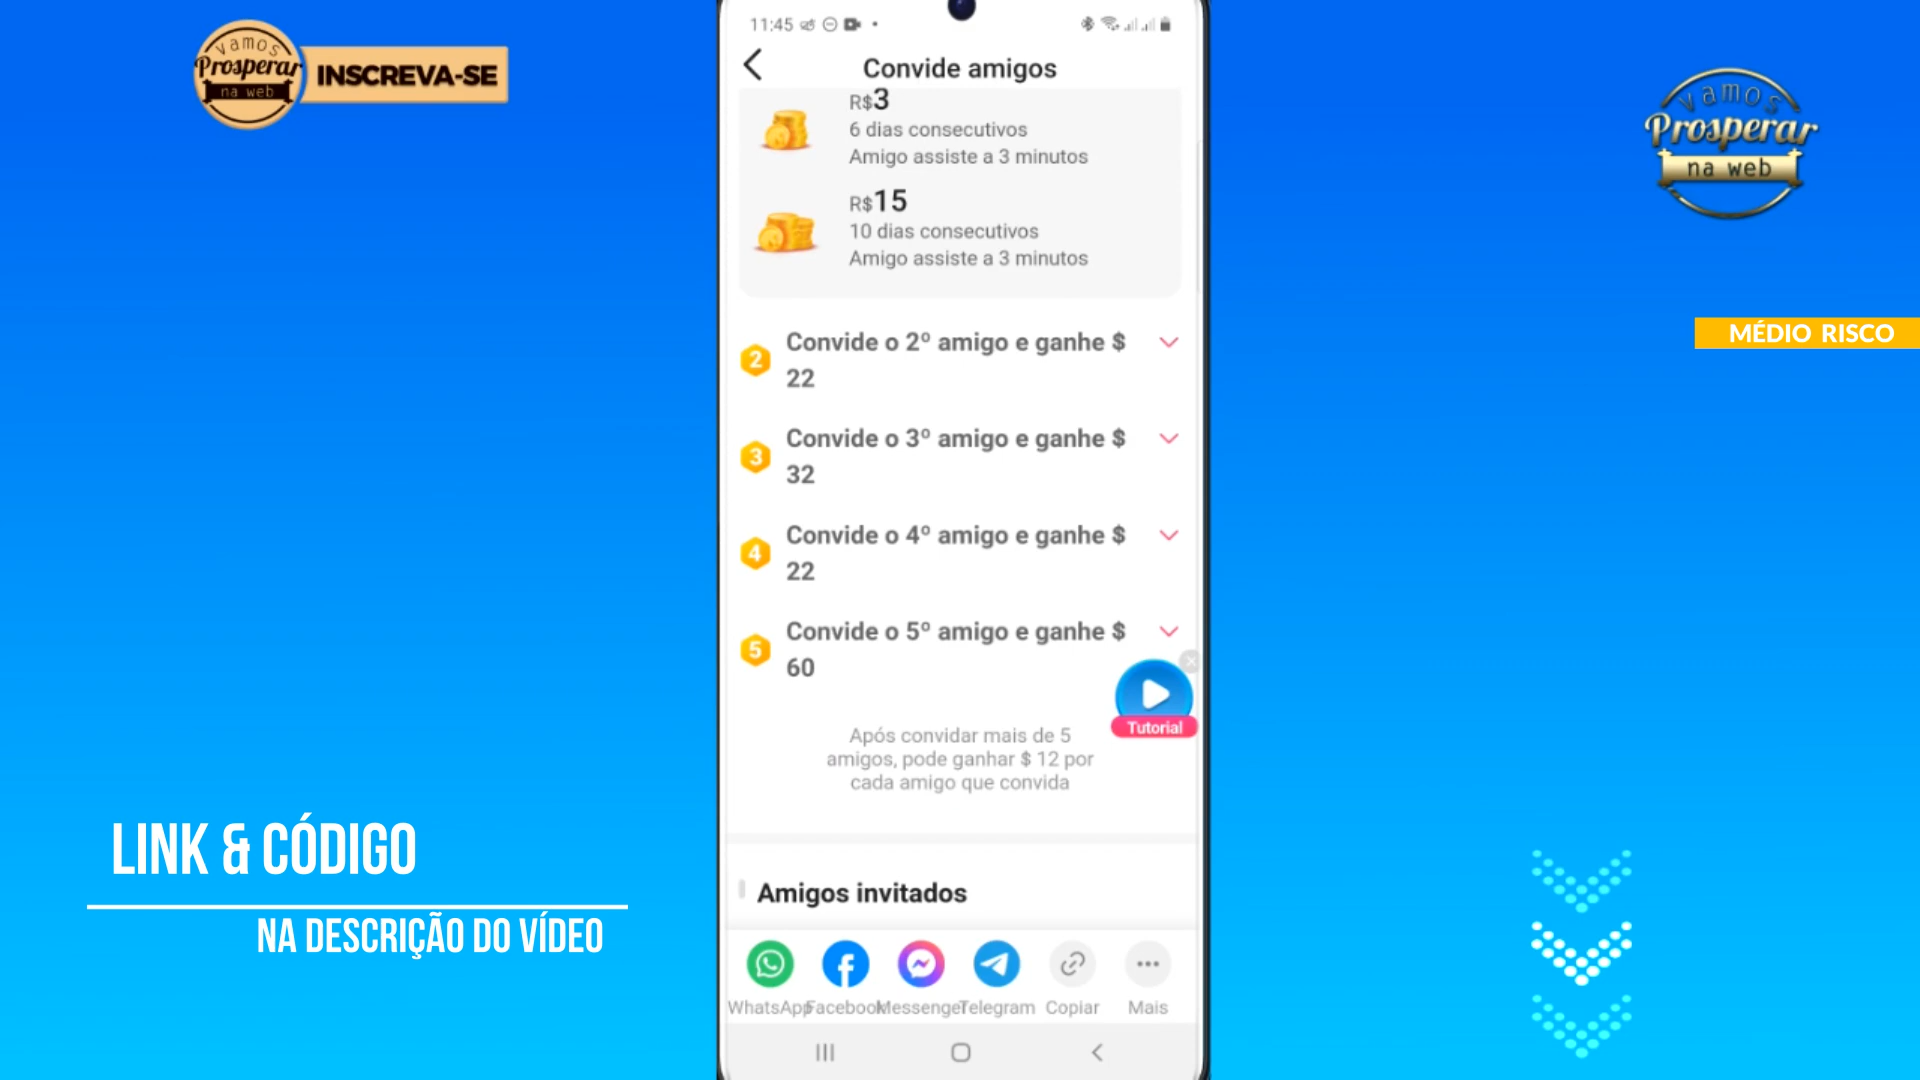 vamos
Prosperar
na web
INSCREVA-SE
11:45
Convide amigos
R$3
6 dias consecutivos
Amigo assiste a 3 minutos
R$15
10 dias consecutivos
Amigo assiste a 3 minutos
2
Convide o 2º amigo e ganhe $
22
3
Convide o 3º amigo e ganhe $
32
4
Convide o 4º amigo e ganhe $
22
5
Convide o 5º amigo e ganhe $
60
Tutorial
Após convidar mais de 5
amigos, pode ganhar $ 12 por
cada amigo que convida
Amigos invitados
WhatsApp Facebook Messenger Telegram Copiar Mais
vamos
Prosperar
na web
MÉDIO RISCO
LINK & CÓDIGO
NA DESCRIÇÃO DO VÍDEO